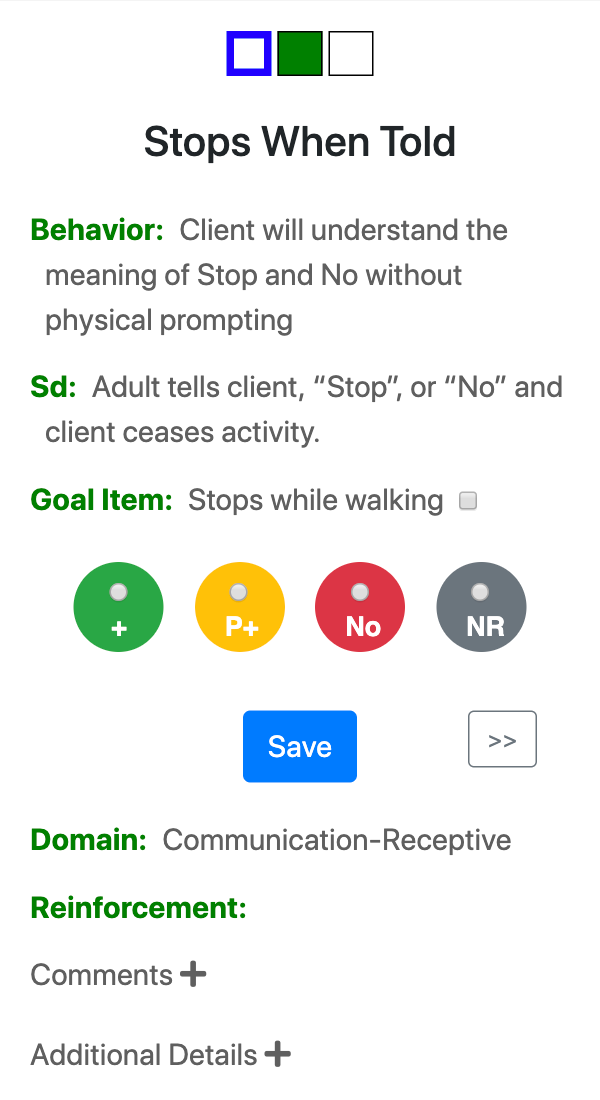 Stops When Told
Behavior: Client will understand the
meaning of Stop and No without
physical prompting
Sd: Adult tells client, “Stop”, or “No” and
client ceases activity.
Goal Item: Stops while walking
+ P+ No NR
Save >>
Domain: Communication-Receptive
Reinforcement:
Comments +
Additional Details +